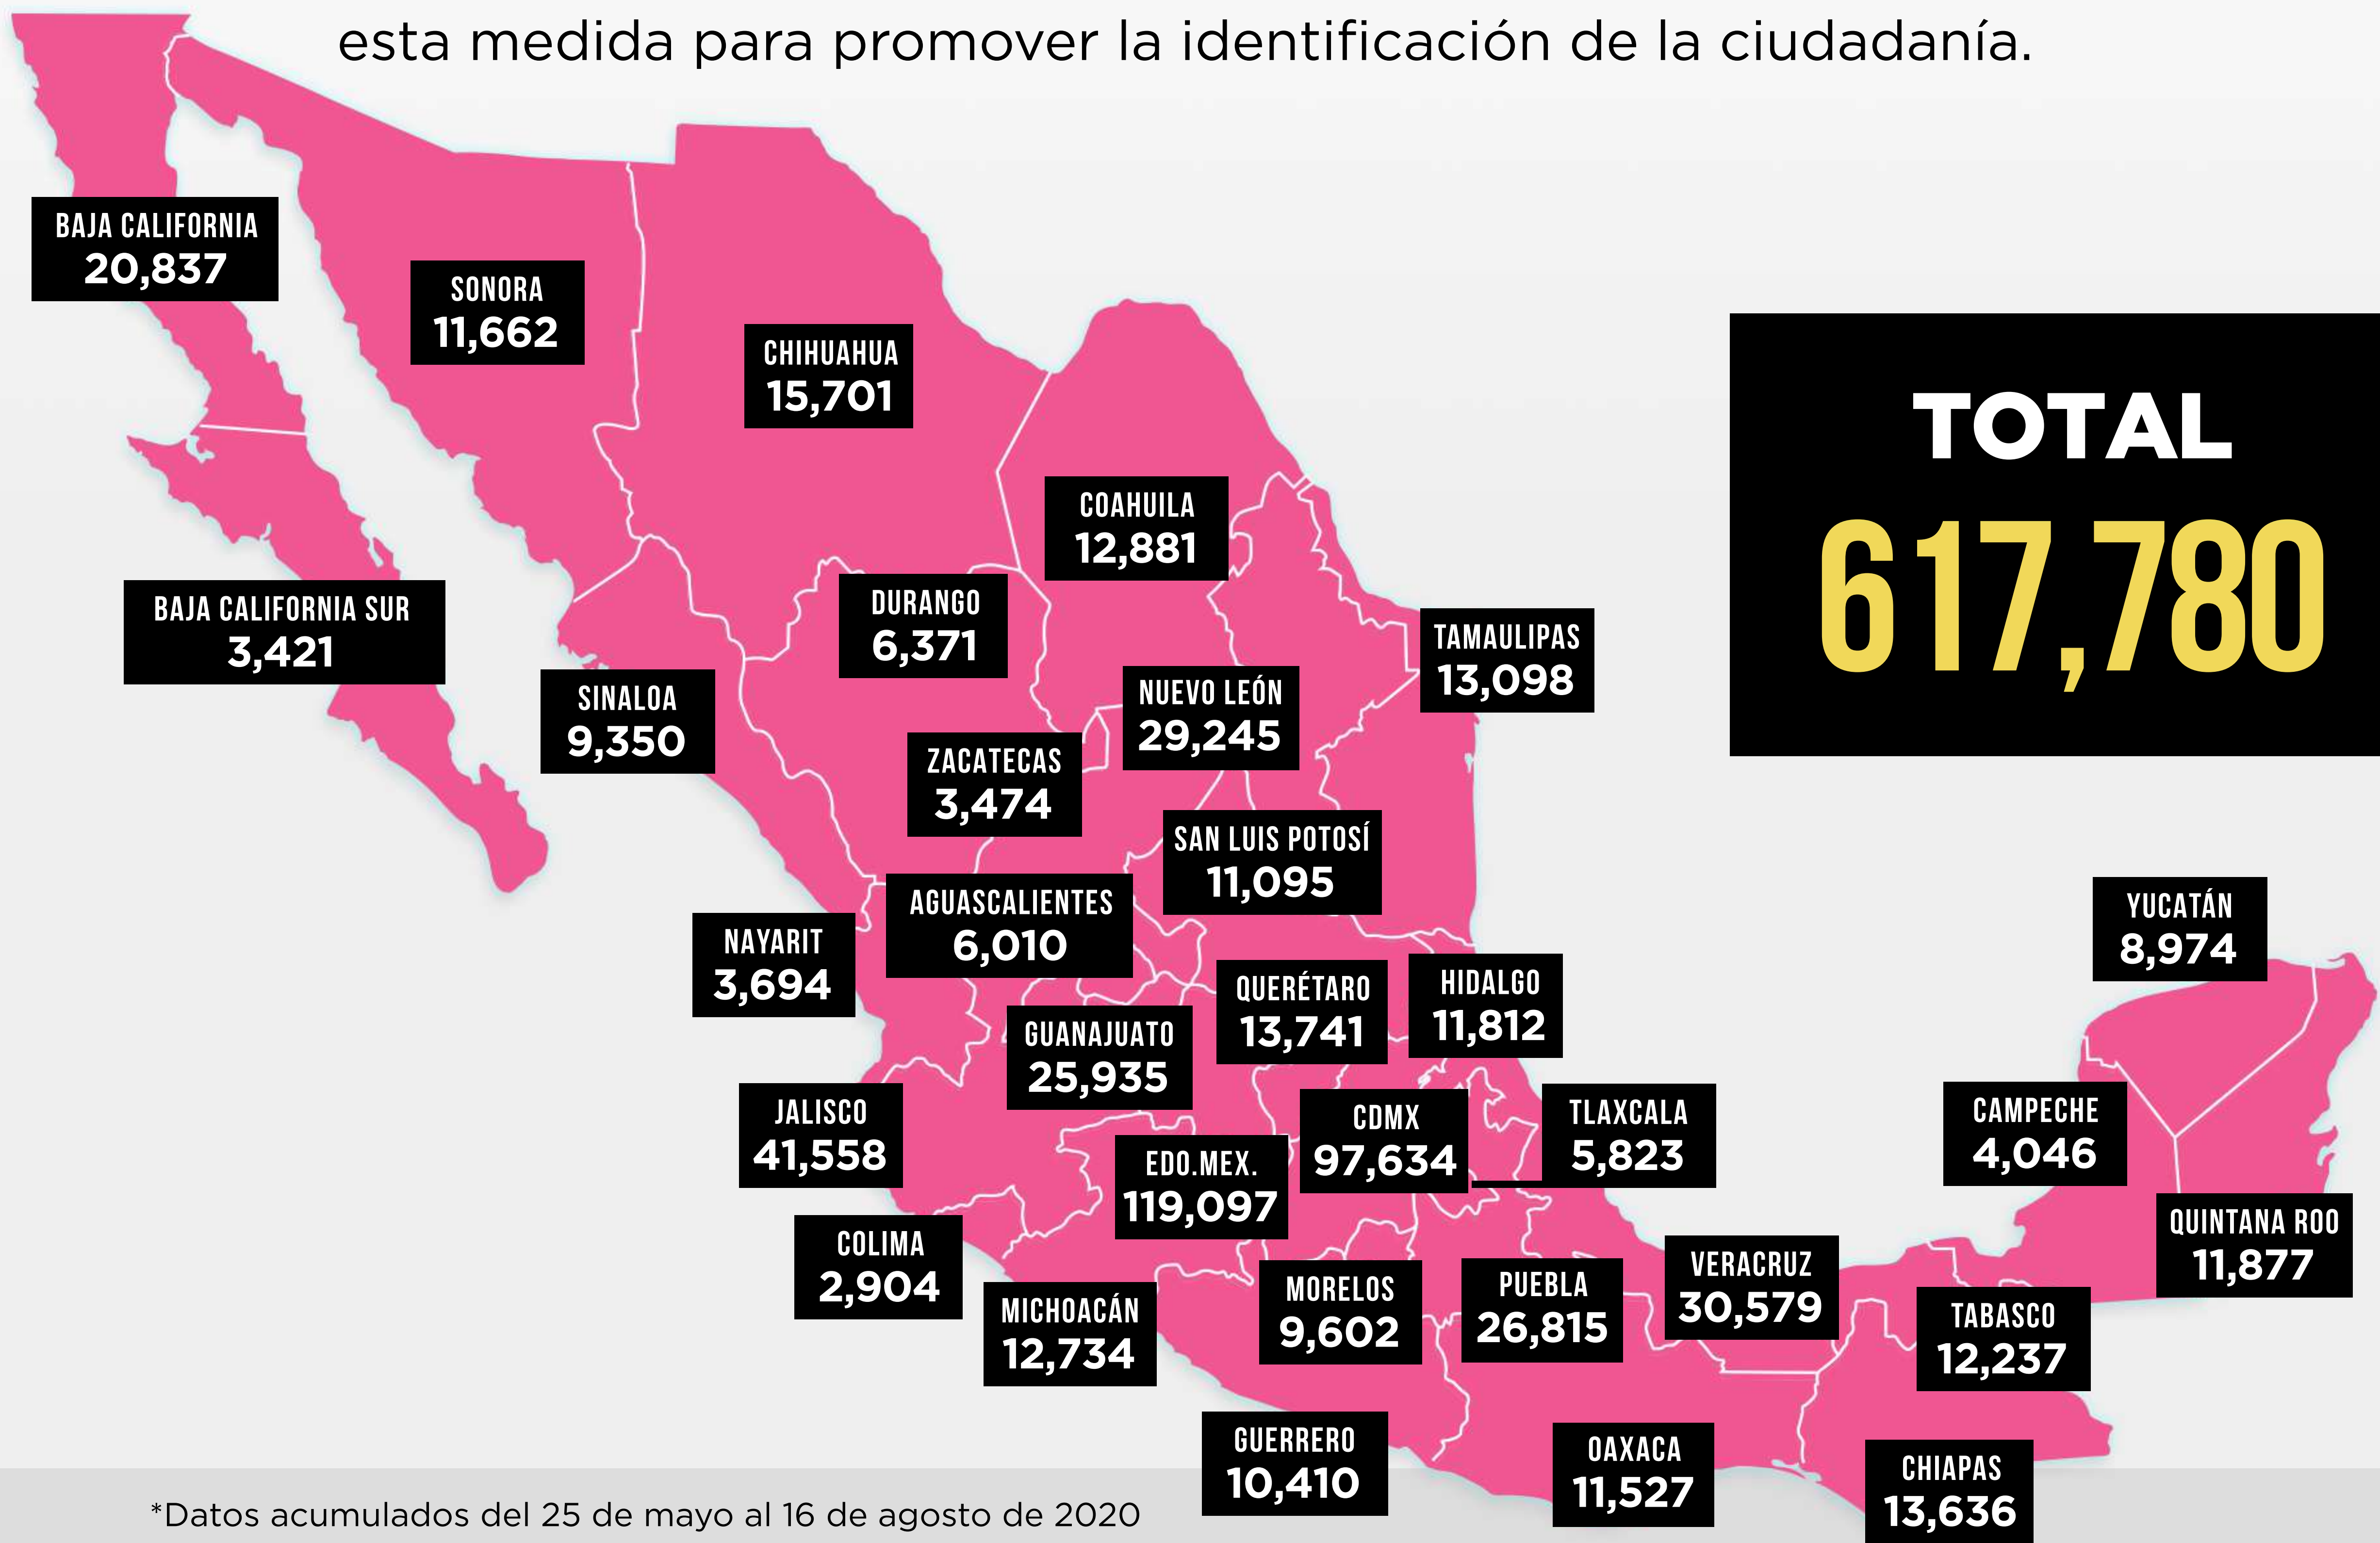 esta medida para promover la identificación de la ciudadanía.
BAJA CALIFORNIA
20,837
SONORA
11,662
CHIHUAHUA
15,701
TOTAL
617,780
COAHUILA
12,881
BAJA CALIFORNIA SUR
3,421
DURANGO
6,371
TAMAULIPAS
13,098
SINALOA
9,350
NUEVO LEÓN
29,245
ZACATECAS
3,474
SAN LUIS POTOSÍ
11,095
AGUASCALIENTES
6,010
YUCATÁN
8,974
NAYARIT
3,694
QUERÉTARO
13,741
HIDALGO
11,812
GUANAJUATO
25,935
JALISCO
41,558
CDMX
97,634
TLAXCALA
5,823
CAMPECHE
4,046
EDO.MEX.
119,097
COLIMA
2,904
QUINTANA ROO
11,877
MICHOACÁN
12,734
MORELOS
9,602
PUEBLA
26,815
VERACRUZ
30,579
TABASCO
12,237
GUERRERO
10,410
OAXACA
11,527
CHIAPAS
13,636
*Datos acumulados del 25 de mayo al 16 de agosto de 2020